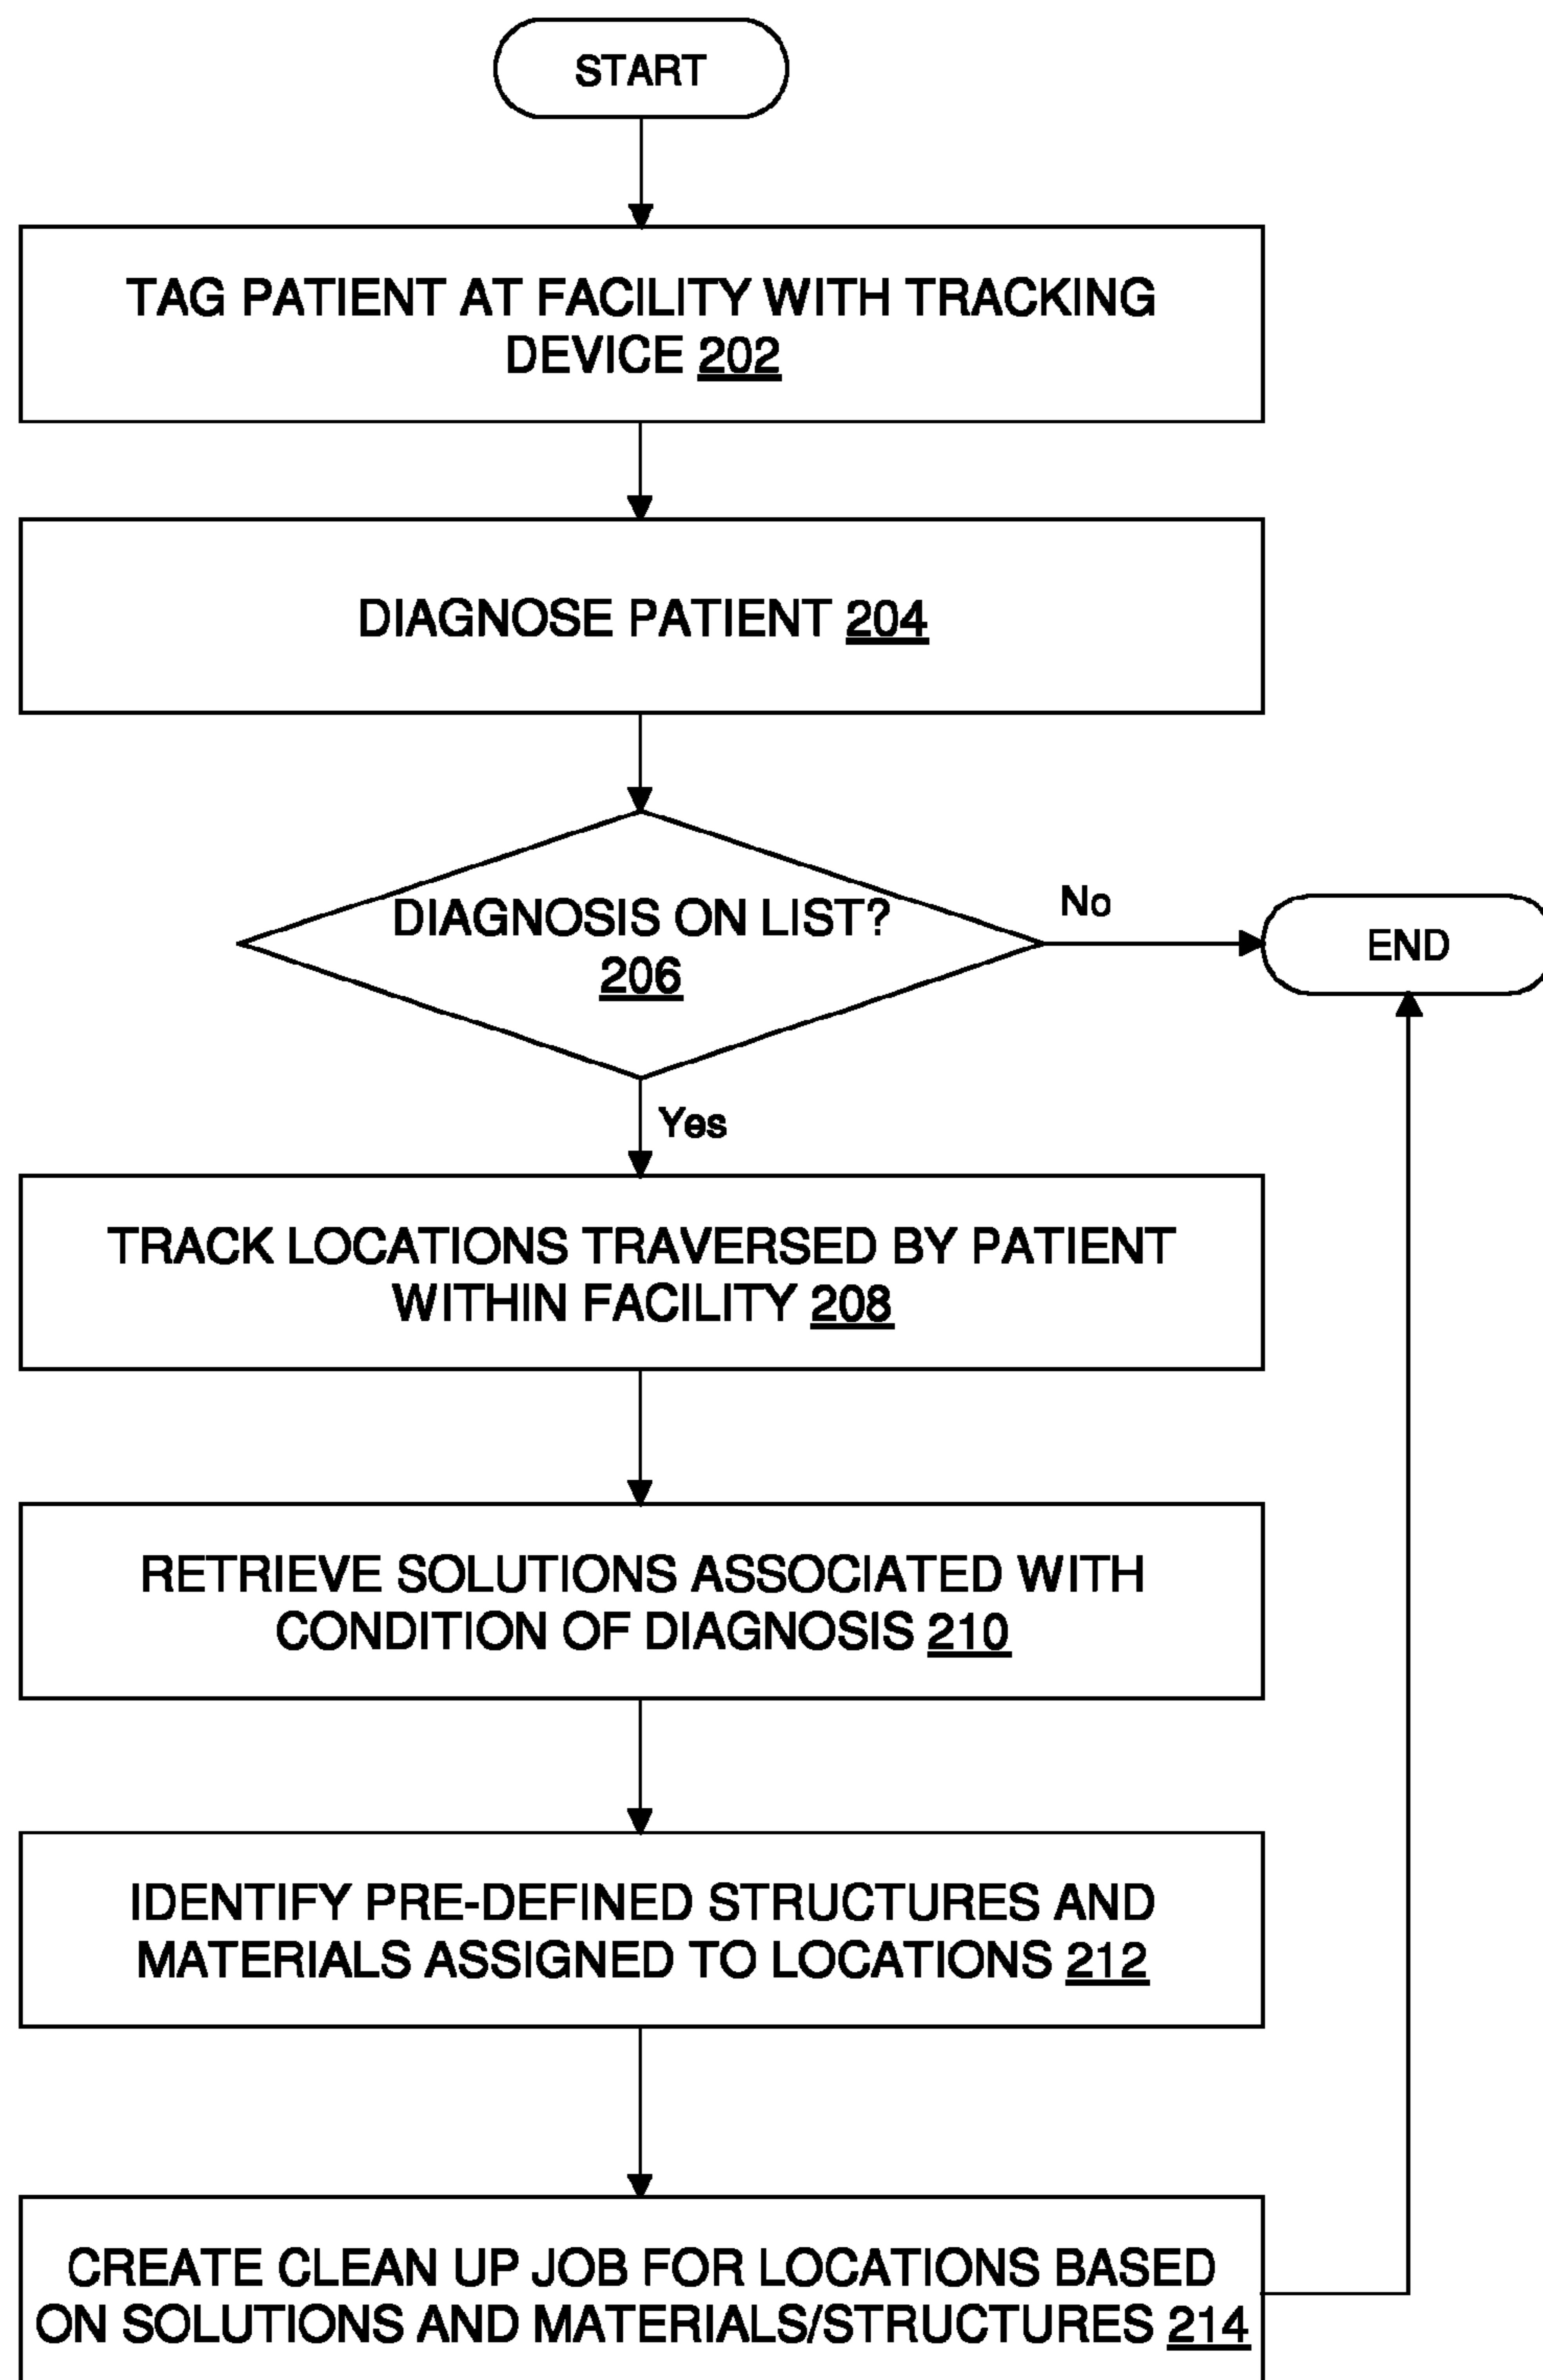 START
TAG PATIENT AT FACILITY WITH TRACKING
DEVICE 202
DIAGNOSE PATIENT 204
DIAGNOSIS ON LIST?
206
No
END
Yes
TRACK LOCATIONS TRAVERSED BY PATIENT
WITHIN FACILITY 208
RETRIEVE SOLUTIONS ASSOCIATED WITH
CONDITION OF DIAGNOSIS 210
IDENTIFY PRE-DEFINED STRUCTURES AND
MATERIALS ASSIGNED TO LOCATIONS 212
CREATE CLEAN UP JOB FOR LOCATIONS BASED
ON SOLUTIONS AND MATERIALS/STRUCTURES 214